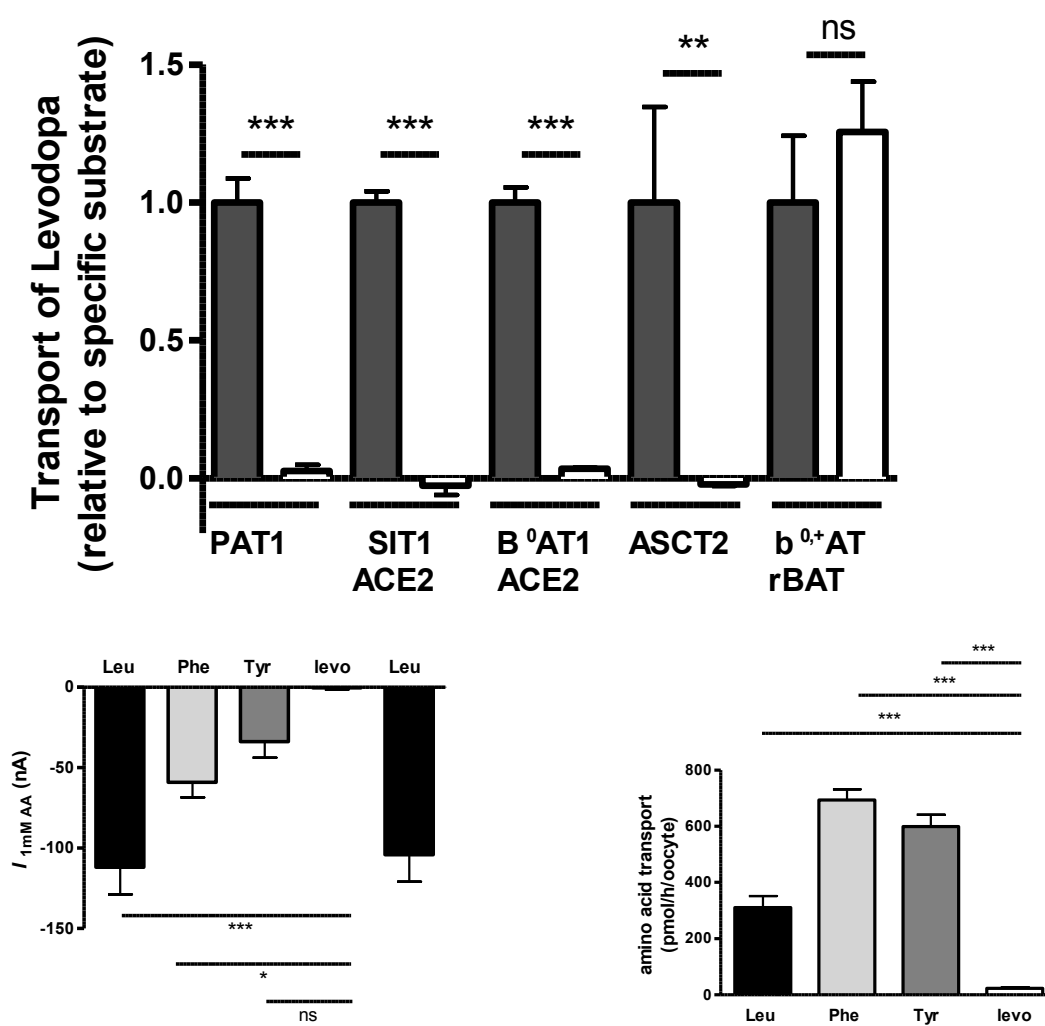 Transport of Levodopa
(relative to specific substrate)
1.5
1.0
0.5
0.0
***
***
***
**
ns
PAT1
SIT1
ACE2
B⁰AT1
ACE2
ASCT2
b⁰,⁺AT
rBAT
Leu Phe Tyr levo Leu
I 1mM AA (nA)
0
-50
-100
-150
***
*
ns
***
***
***
amino acid transport
(pmol/h/oocyte)
800
600
400
200
0
Leu Phe Tyr levo